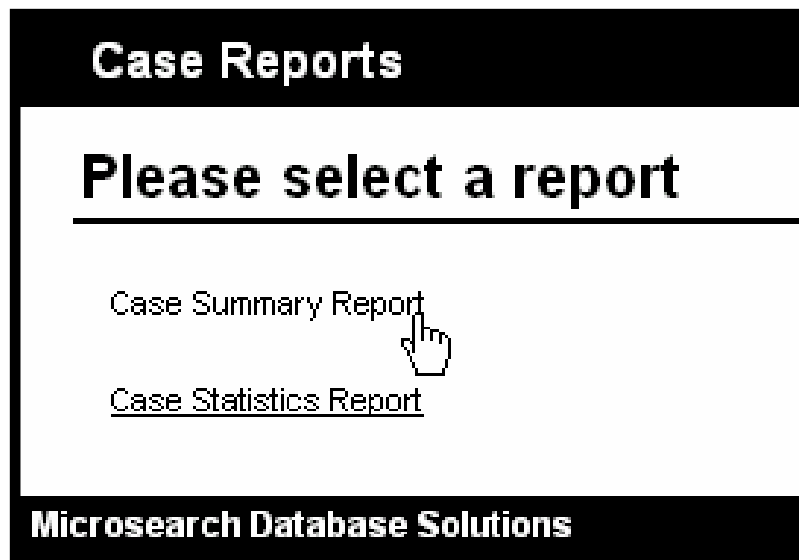 Case Reports
Please select a report
Case Summary Report
Case Statistics Report
Microsearch Database Solutions